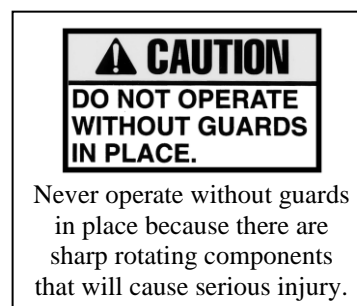 CAUTION
DO NOT OPERATE
WITHOUT GUARDS
IN PLACE.
Never operate without guards
in place because there are
sharp rotating components
that will cause serious injury.